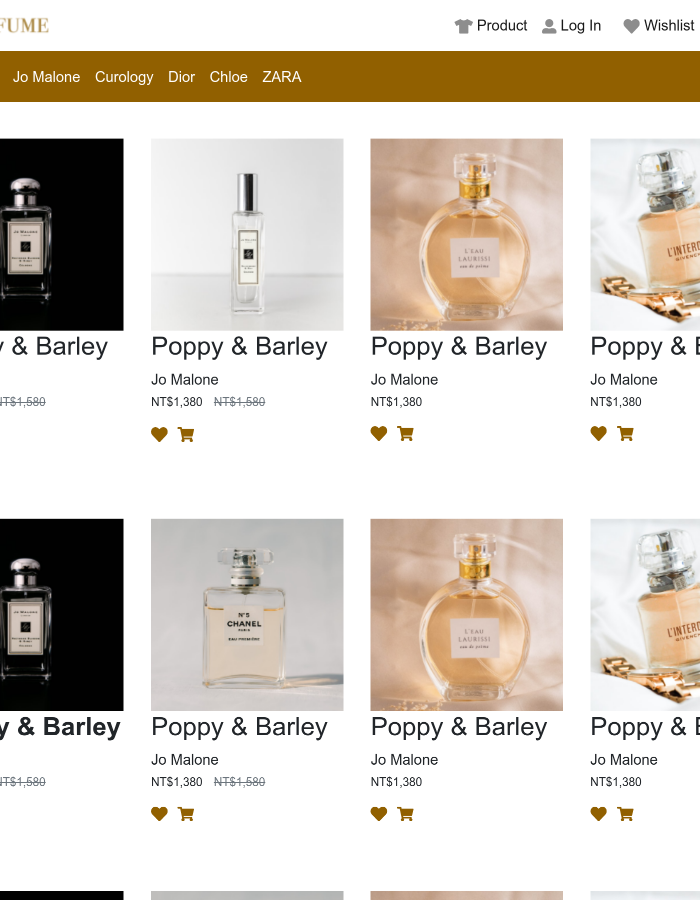 FUME
Product Log In Wishlist
Jo Malone Curology Dior Chloe ZARA
JO MALONE
LONDON
L'EAU
LAURISSI
eau de prime
L'INTERD
GIVENCHY
y & Barley Poppy & Barley Poppy & Barley Poppy & B
Jo Malone Jo Malone Jo Malone
NT$1,580 NT$1,380 NT$1,580 NT$1,380 NT$1,380
JO MALONE
LONDON
N°5
CHANEL
PARIS
EAU PREMIÈRE
L'EAU
LAURISSI
eau de prime
L'INTERD
GIVENCHY
y & Barley Poppy & Barley Poppy & Barley Poppy & B
Jo Malone Jo Malone Jo Malone
NT$1,580 NT$1,380 NT$1,580 NT$1,380 NT$1,380